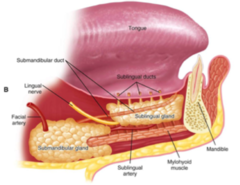 Tongue
Submandibular duct
Sublingual ducts
B
Lingual
nerve
Sublingual gland
Facial
artery
Submandibular gland
Mandible
Mylohyoid
muscle
Sublingual
artery